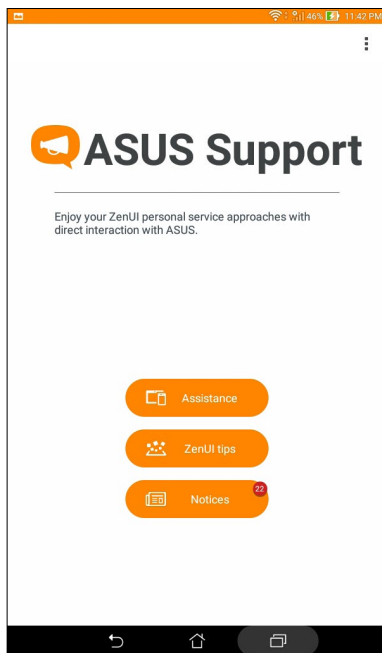 46% 11:42 PM
ASUS Support
Enjoy your ZenUI personal service approaches with
direct interaction with ASUS.
Assistance
ZenUI tips
22
Notices